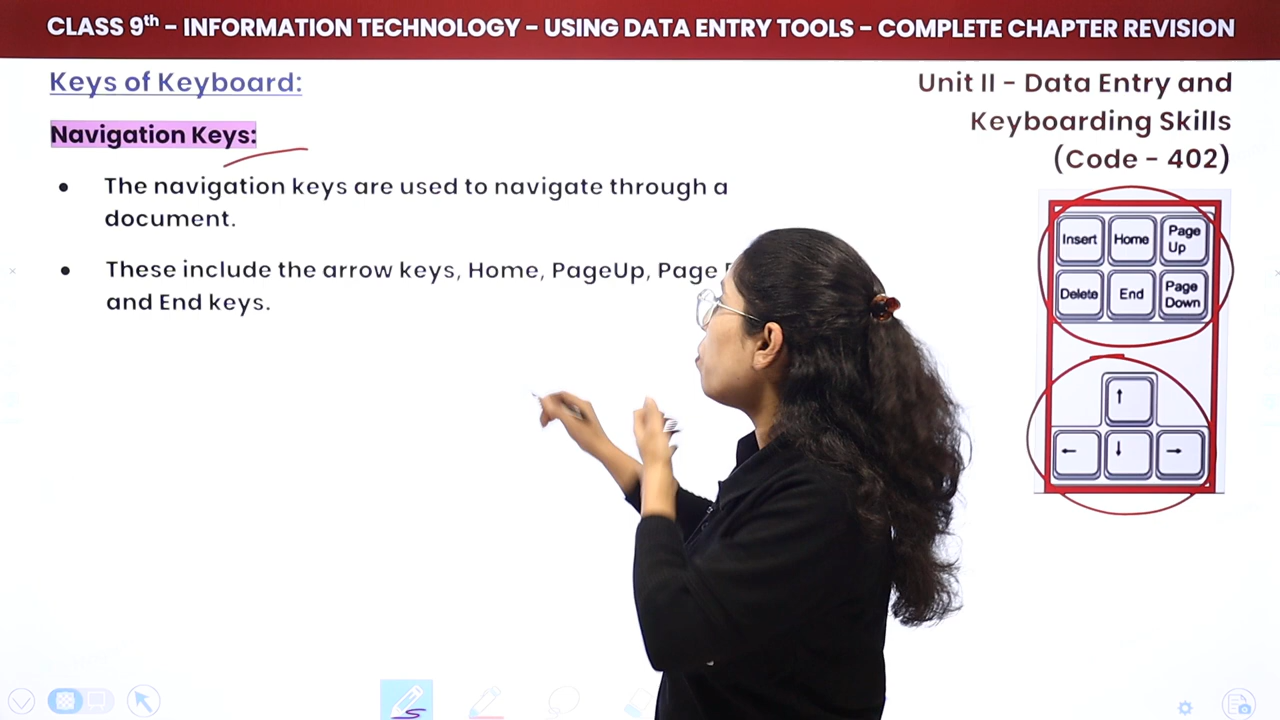 CLASS 9th – INFORMATION TECHNOLOGY – USING DATA ENTRY TOOLS – COMPLETE CHAPTER REVISION
Keys of Keyboard:
Unit II – Data Entry and
Keyboarding Skills
(Code – 402)
Navigation Keys:
• The navigation keys are used to navigate through a
document.
• These include the arrow keys, Home, PageUp, Page
and End keys.
Insert Home Page Up
Delete End Page Down
↑
← ↓ →